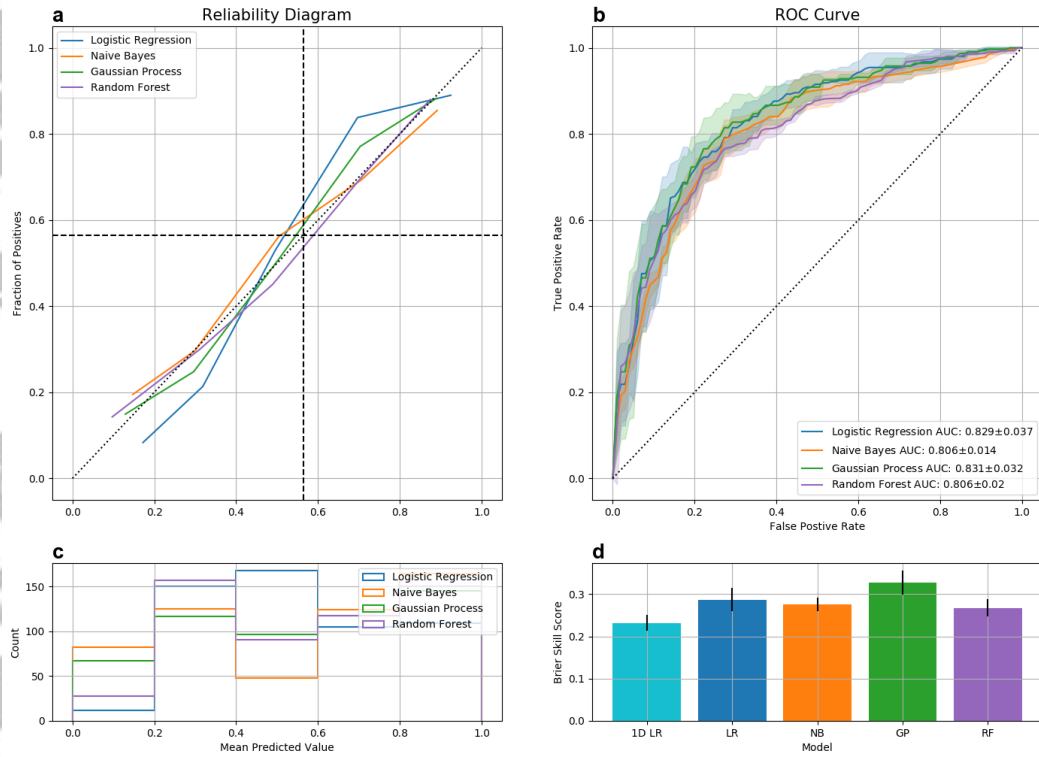 a
Reliability Diagram
Logistic Regression
Naive Bayes
Gaussian Process
Random Forest
1.0
0.8
0.6
0.4
0.2
0.0
Fraction of Positives
0.0 0.2 0.4 0.6 0.8 1.0
b
ROC Curve
1.0
0.8
0.6
0.4
0.2
0.0
True Positive Rate
Logistic Regression AUC: 0.829±0.037
Naive Bayes AUC: 0.806±0.014
Gaussian Process AUC: 0.831±0.032
Random Forest AUC: 0.806±0.02
0.0 0.2 0.4 0.6 0.8 1.0
False Postive Rate
c
Logistic Regression
Naive Bayes
Gaussian Process
Random Forest
150
100
50
0
Count
0.0 0.2 0.4 0.6 0.8 1.0
Mean Predicted Value
d
0.3
0.2
0.1
0.0
Brier Skill Score
1D LR LR NB GP RF
Model